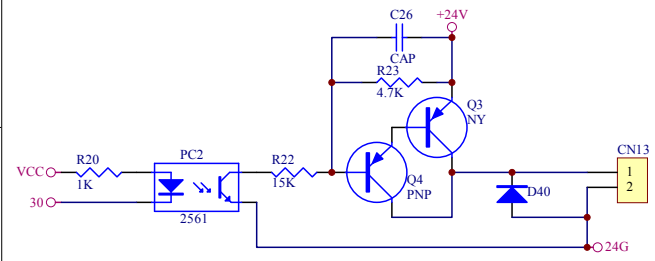 C26
+24V
CAP
R23
4.7K
Q3
NY
CN13
PC2
R20
R22
1
VCC
1K
15K
Q4
PNP
2
D40
30
2561
24G